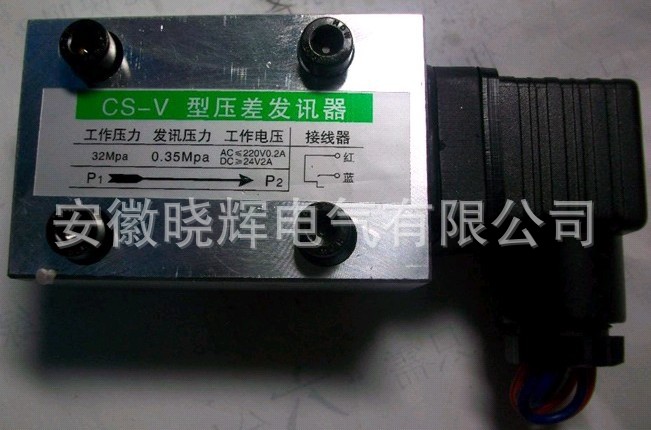 CS-V 型压差发讯器
工作压力 发讯压力 工作电压 接线器
32Mpa 0.35Mpa AC≤220V0.2A
DC≥24V2A
红
P1 P2
蓝
安徽晓辉电气有限公司